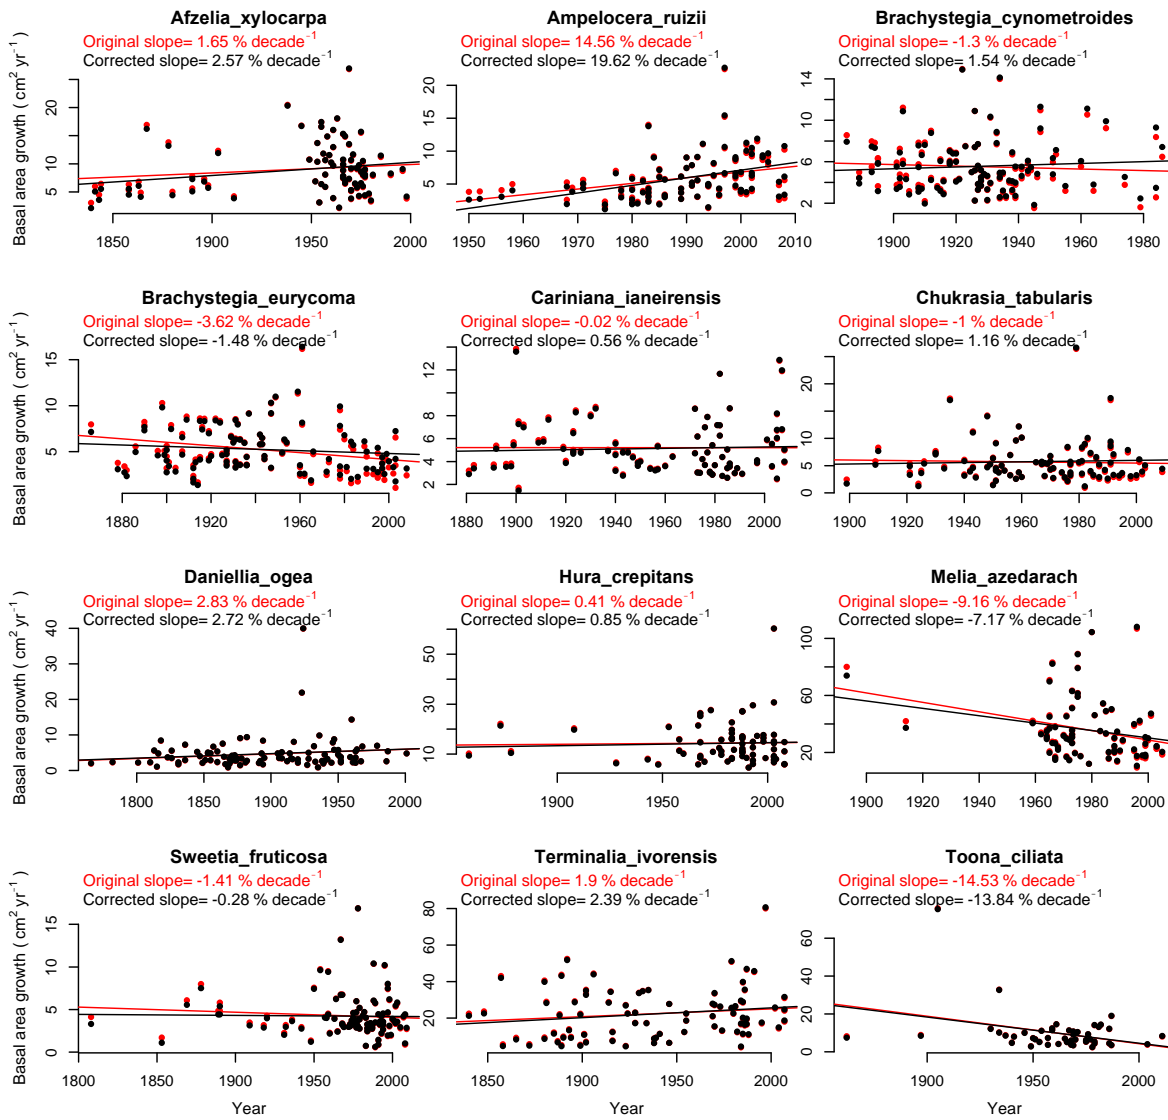 Afzelia_xylocarpa
Original slope= 1.65 % decade⁻¹
Corrected slope= 2.57 % decade⁻¹
Basal area growth ( cm² yr⁻¹)
5
10
20
1850
1900
1950
2000
Ampelocera_ruizii
Original slope= 14.56 % decade⁻¹
Corrected slope= 19.62 % decade⁻¹
5
10
15
20
1950
1960
1970
1980
1990
2000
2010
Brachystegia_cynometroides
Original slope= -1.3 % decade⁻¹
Corrected slope= 1.54 % decade⁻¹
2
4
6
10
14
1900
1920
1940
1960
1980
Brachystegia_eurycoma
Original slope= -3.62 % decade⁻¹
Corrected slope= -1.48 % decade⁻¹
Basal area growth ( cm² yr⁻¹)
5
10
15
1880
1920
1960
2000
Cariniana_ianeirensis
Original slope= -0.02 % decade⁻¹
Corrected slope= 0.56 % decade⁻¹
2
4
6
8
12
1880
1900
1920
1940
1960
1980
2000
Chukrasia_tabularis
Original slope= -1 % decade⁻¹
Corrected slope= 1.16 % decade⁻¹
0
5
10
20
1900
1920
1940
1960
1980
2000
Daniellia_ogea
Original slope= 2.83 % decade⁻¹
Corrected slope= 2.72 % decade⁻¹
Basal area growth ( cm² yr⁻¹)
0
10
20
30
40
1800
1850
1900
1950
2000
Hura_crepitans
Original slope= 0.41 % decade⁻¹
Corrected slope= 0.85 % decade⁻¹
10
30
50
1900
1950
2000
Melia_azedarach
Original slope= -9.16 % decade⁻¹
Corrected slope= -7.17 % decade⁻¹
20
60
100
1900
1920
1940
1960
1980
2000
Sweetia_fruticosa
Original slope= -1.41 % decade⁻¹
Corrected slope= -0.28 % decade⁻¹
Basal area growth ( cm² yr⁻¹)
0
5
10
15
1800
1850
1900
1950
2000
Year
Terminalia_ivorensis
Original slope= 1.9 % decade⁻¹
Corrected slope= 2.39 % decade⁻¹
20
40
60
80
1850
1900
1950
2000
Year
Toona_ciliata
Original slope= -14.53 % decade⁻¹
Corrected slope= -13.84 % decade⁻¹
0
20
40
60
1900
1950
2000
Year